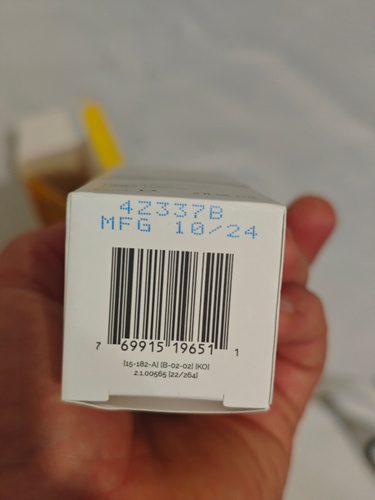 4Z337B
MFG 10/24
7 69915 19651 1
[15-182-A] [B-02-02] [KO]
2.1.00565 [22/264]